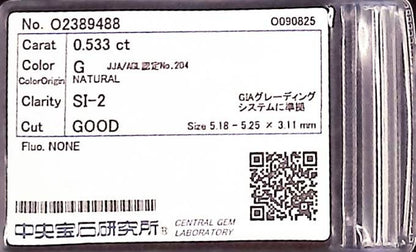 No. O2389488 O090825
Carat 0.533 ct
Color G JJA/AGL認定No.204
ColorOrigin NATURAL
Clarity SI-2 GIAグレーディングシステムに準拠
Cut GOOD Size 5.18 - 5.25 × 3.11 mm
Fluo. NONE
中央宝石研究所® CENTRAL GEM LABORATORY